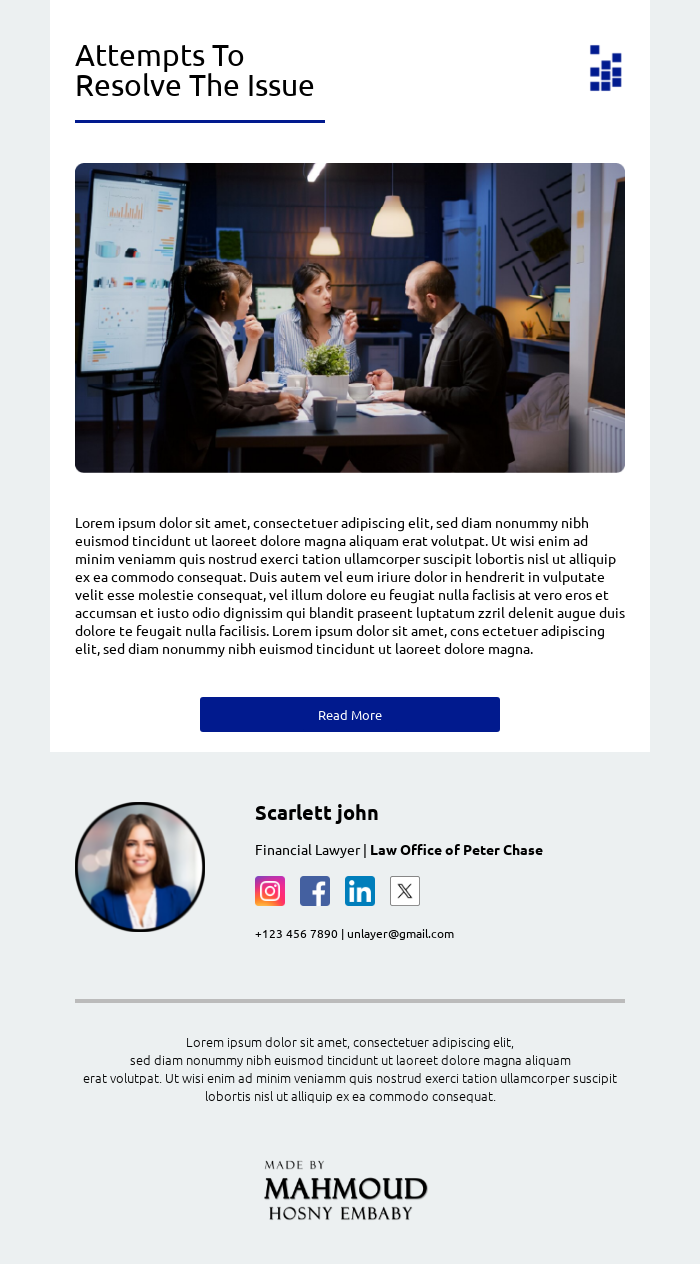 Attempts To
Resolve The Issue
Lorem ipsum dolor sit amet, consectetuer adipiscing elit, sed diam nonummy nibh
euismod tincidunt ut laoreet dolore magna aliquam erat volutpat. Ut wisi enim ad
minim veniamm quis nostrud exerci tation ullamcorper suscipit lobortis nisl ut alliquip
ex ea commodo consequat. Duis autem vel eum iriure dolor in hendrerit in vulputate
velit esse molestie consequat, vel illum dolore eu feugiat nulla faclisis at vero eros et
accumsan et iusto odio dignissim qui blandit praseent luptatum zzril delenit augue duis
dolore te feugait nulla facilisis. Lorem ipsum dolor sit amet, cons ectetuer adipiscing
elit, sed diam nonummy nibh euismod tincidunt ut laoreet dolore magna.
Read More
Scarlett john
Financial Lawyer | Law Office of Peter Chase
+123 456 7890 | unlayer@gmail.com
Lorem ipsum dolor sit amet, consectetuer adipiscing elit,
sed diam nonummy nibh euismod tincidunt ut laoreet dolore magna aliquam
erat volutpat. Ut wisi enim ad minim veniamm quis nostrud exerci tation ullamcorper suscipit
lobortis nisl ut alliquip ex ea commodo consequat.
MADE BY
MAHMOUD
HOSNY EMBABY